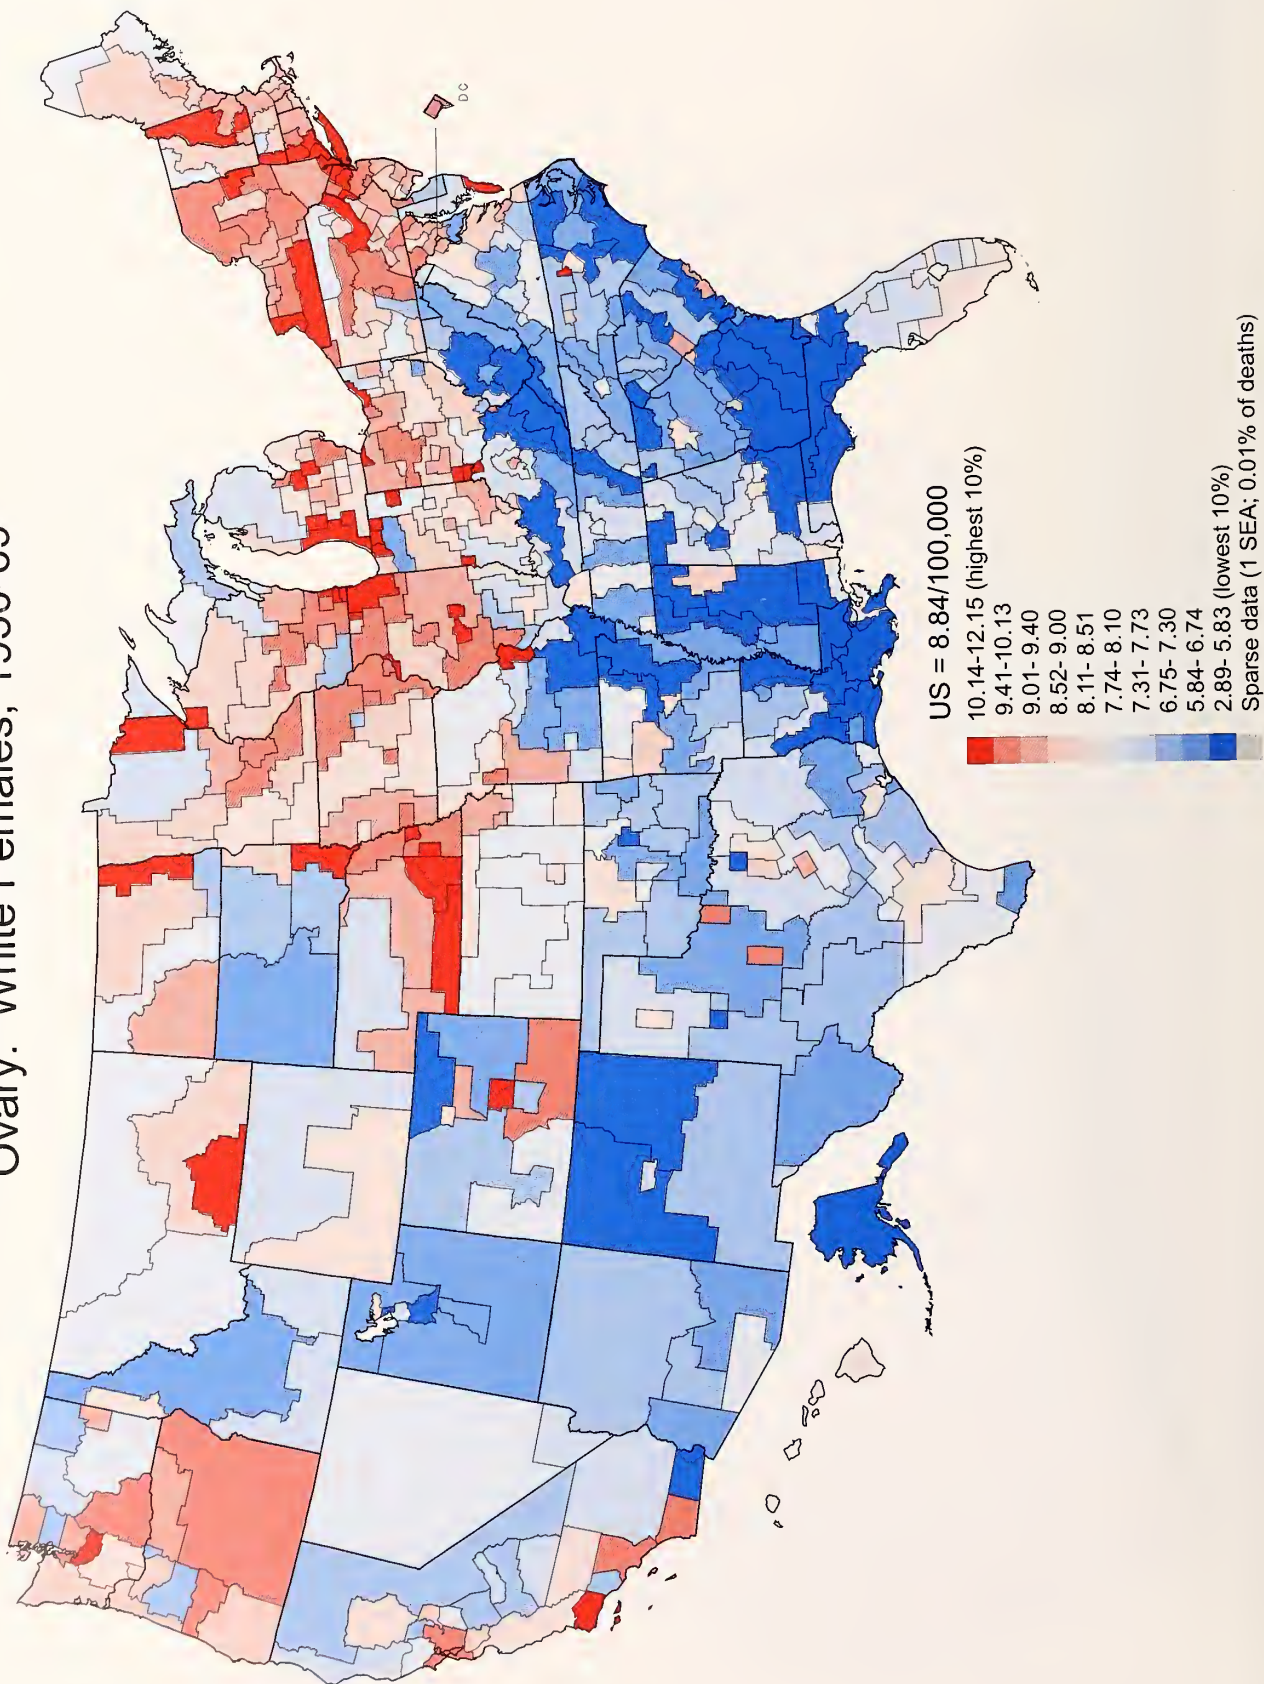 Ovary: White Females, 1950-69
DC
US = 8.84/100,000
10.14-12.15 (highest 10%)
9.41-10.13
9.01- 9.40
8.52- 9.00
8.11- 8.51
7.74- 8.10
7.31- 7.73
6.75- 7.30
5.84- 6.74
2.89- 5.83 (lowest 10%)
Sparse data (1 SEA; 0.01% of deaths)